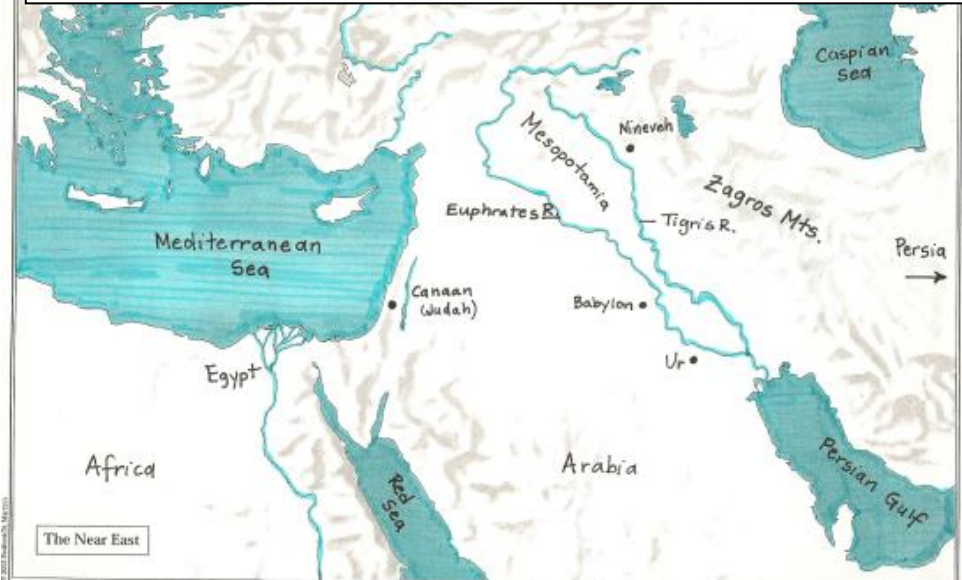 Caspian
Sea
Nineveh
Mesopotamia
Zagros Mts.
Euphrates R.
Tigris R.
Mediterranean
Sea
Persia
Canaan
(Judah)
Babylon
Ur
Egypt
Africa
Arabia
Red
Sea
Persian Gulf
The Near East